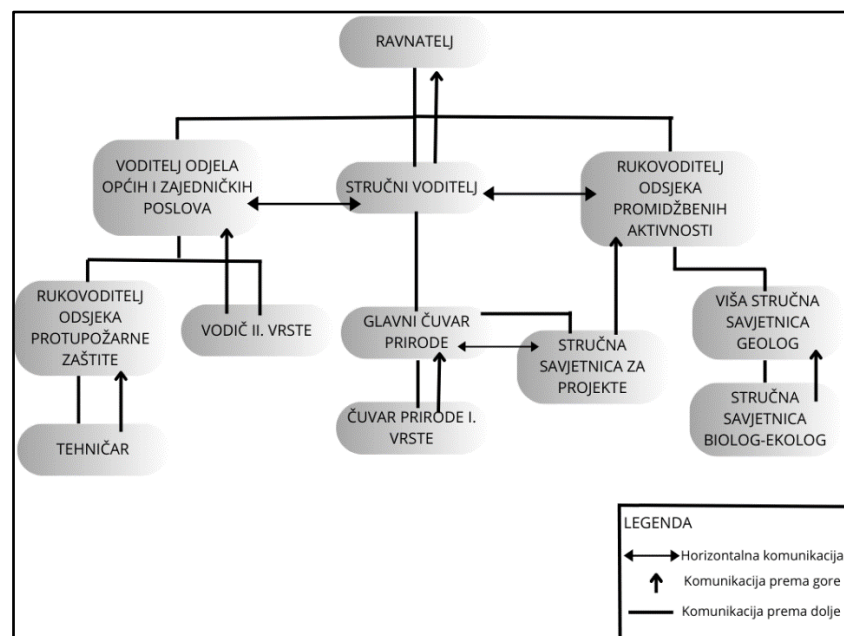 RAVNATELJ
VODITELJ ODJELA
OPĆIH I ZAJEDNIČKIH
POSLOVA
STRUČNI VODITELJ
RUKOVODITELJ
ODSJEKA
PROMIDŽBENIH
AKTIVNOSTI
RUKOVODITELJ
ODSJEKA
PROTUPOŽARNE
ZAŠTITE
VODIČ II. VRSTE
GLAVNI ČUVAR
PRIRODE
STRUČNA
SAVJETNICA ZA
PROJEKTE
VIŠA STRUČNA
SAVJETNICA
GEOLOG
TEHNIČAR
ČUVAR PRIRODE I.
VRSTE
STRUČNA
SAVJETNICA
BIOLOG-EKOLOG
LEGENDA
Horizontalna komunikacija
Komunikacija prema gore
Komunikacija prema dolje